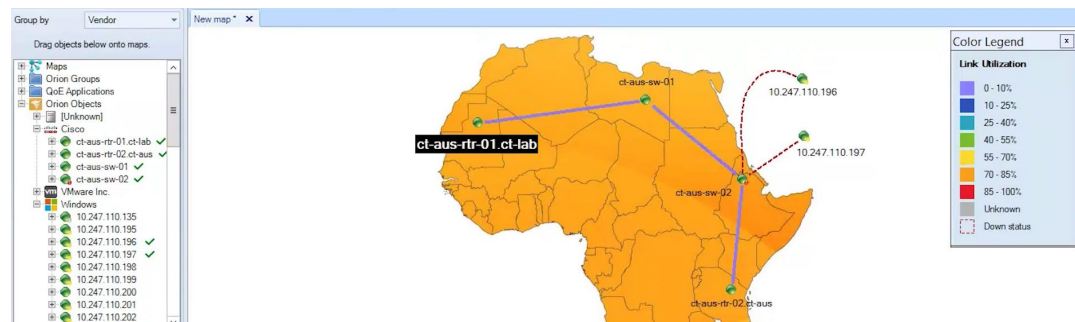 Group by Vendor
Drag objects below onto maps.
Maps
Orion Groups
QoE Applications
Orion Objects
[Unknown]
Cisco
ct-aus-rtr-01.ct-lab
ct-aus-rtr-02.ct-aus
ct-aus-sw-01
ct-aus-sw-02
vm VMware Inc.
Windows
10.247.110.135
10.247.110.195
10.247.110.196
10.247.110.197
10.247.110.198
10.247.110.199
10.247.110.200
10.247.110.201
10.247.110.202
New map *
ct-aus-sw-01
10.247.110.196
ct-aus-rtr-01.ct-lab
10.247.110.197
ct-aus-sw-02
ct-aus-rtr-02.ct-aus
Color Legend
Link Utilization
0 - 10%
10 - 25%
25 - 40%
40 - 55%
55 - 70%
70 - 85%
85 - 100%
Unknown
Down status